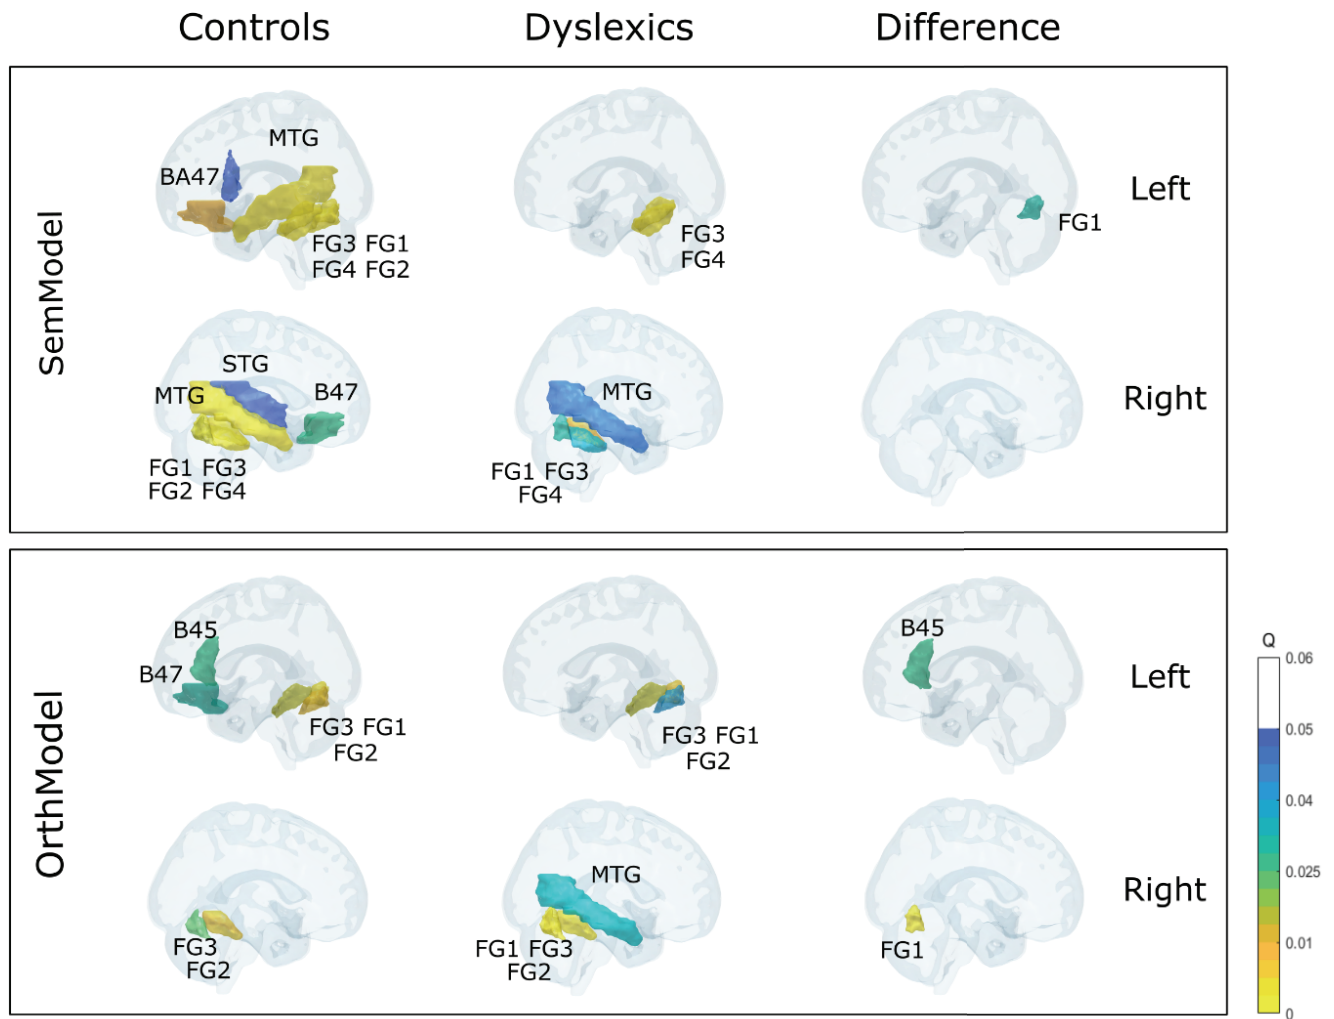 Controls Dyslexics Difference
SemModel
MTG
BA47
FG3 FG1
FG4 FG2
FG3
FG4
FG1
Left
STG
MTG
B47
FG1 FG3
FG2 FG4
MTG
FG1 FG3
FG4
Right
OrthModel
B45
B47
FG3 FG1
FG2
FG3 FG1
FG2
B45
Left
FG3
FG2
MTG
FG1 FG3
FG2
FG1
Right
Q
0.06
0.05
0.04
0.025
0.01
0